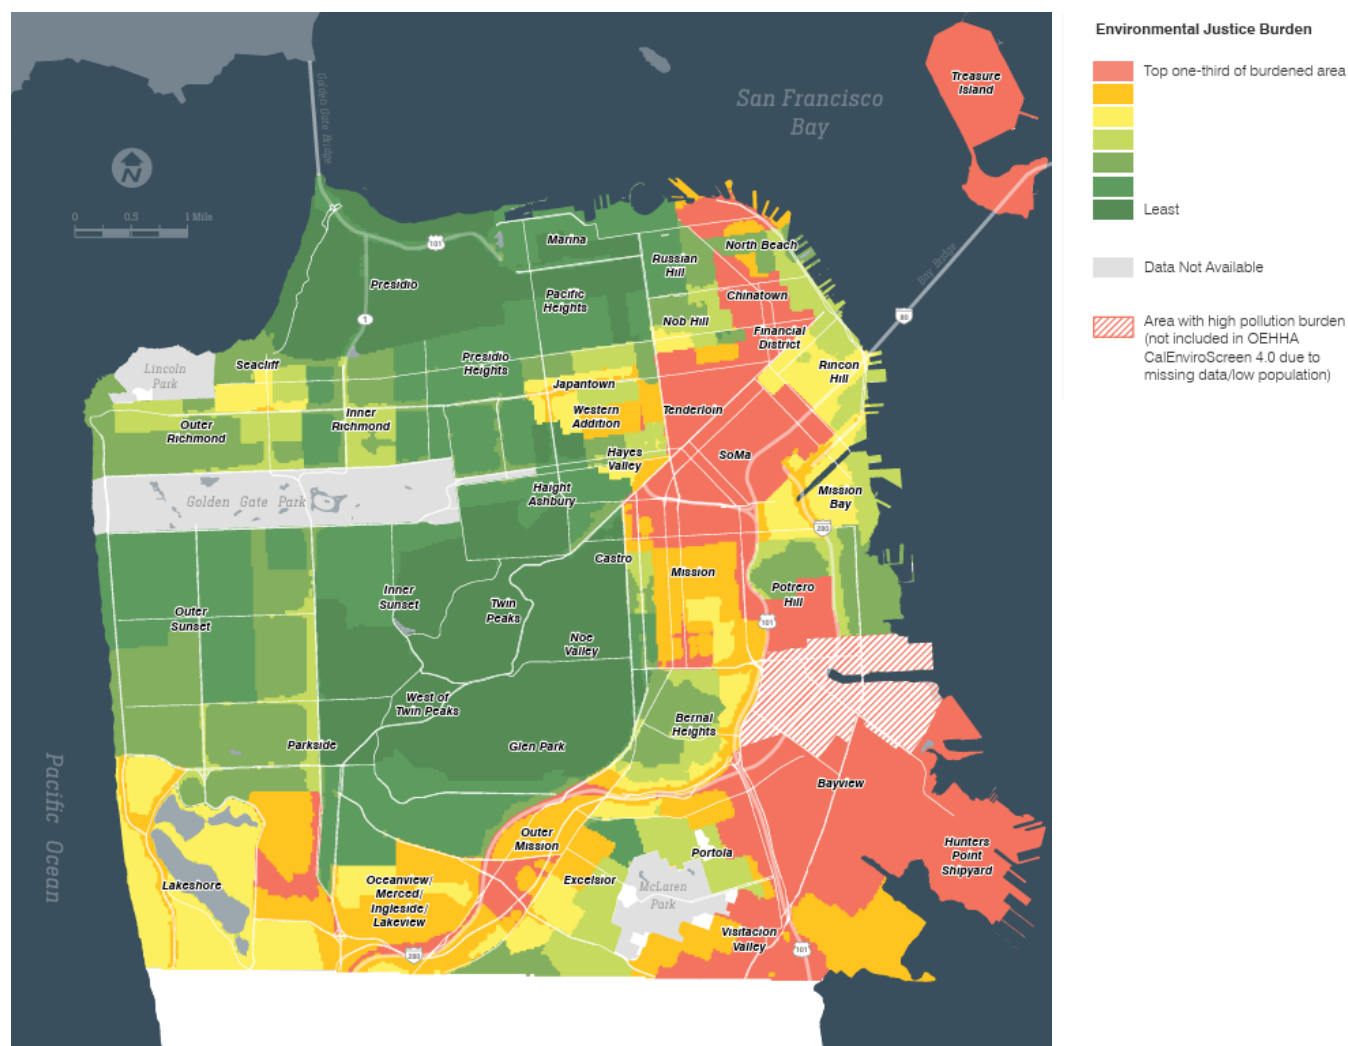 Environmental Justice Burden
Top one-third of burdened area
Least
Data Not Available
Area with high pollution burden
(not included in OEHHA
CalEnviroScreen 4.0 due to
missing data/low population)
Golden Gate Bridge
San Francisco
Bay
Treasure
Island
N
0 0.5 1 Mile
101
Marina
North Beach
Russian
Hill
Presidio
Bay Bridge
Pacific
Heights
Chinatown
80
1
Nob Hill
Financial
District
Lincoln
Park
Seacliff
Presidio
Heights
Rincon
Hill
Japantown
Outer
Richmond
Inner
Richmond
Western
Addition
Tenderloin
Hayes
Valley
SoMa
Golden Gate Park
Haight
Ashbury
Mission
Bay
280
Castro
Mission
Outer
Sunset
Inner
Sunset
Twin
Peaks
Potrero
Hill
101
Noe
Valley
West of
Twin Peaks
Bernal
Heights
Parkside
Glen Park
Pacific Ocean
Bayview
Outer
Mission
Portola
Hunters
Point
Shipyard
Lakeshore
Oceanview/
Merced/
Ingleside/
Lakeview
Excelsior
McLaren
Park
Visitacion
Valley
280
101